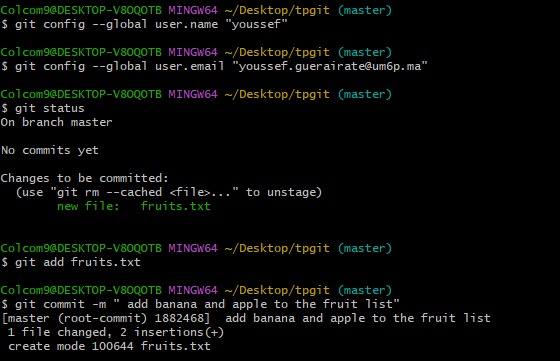 Colcom9@DESKTOP-V8OQOTB MINGW64 ~/Desktop/tpgit (master)
$ git config --global user.name "youssef"
Colcom9@DESKTOP-V8OQOTB MINGW64 ~/Desktop/tpgit (master)
$ git config --global user.email "youssef.guerairate@um6p.ma"
Colcom9@DESKTOP-V8OQOTB MINGW64 ~/Desktop/tpgit (master)
$ git status
On branch master
No commits yet
Changes to be committed:
  (use "git rm --cached <file>..." to unstage)
        new file:   fruits.txt
Colcom9@DESKTOP-V8OQOTB MINGW64 ~/Desktop/tpgit (master)
$ git add fruits.txt
Colcom9@DESKTOP-V8OQOTB MINGW64 ~/Desktop/tpgit (master)
$ git commit -m " add banana and apple to the fruit list"
[master (root-commit) 1882468]  add banana and apple to the fruit list
 1 file changed, 2 insertions(+)
 create mode 100644 fruits.txt